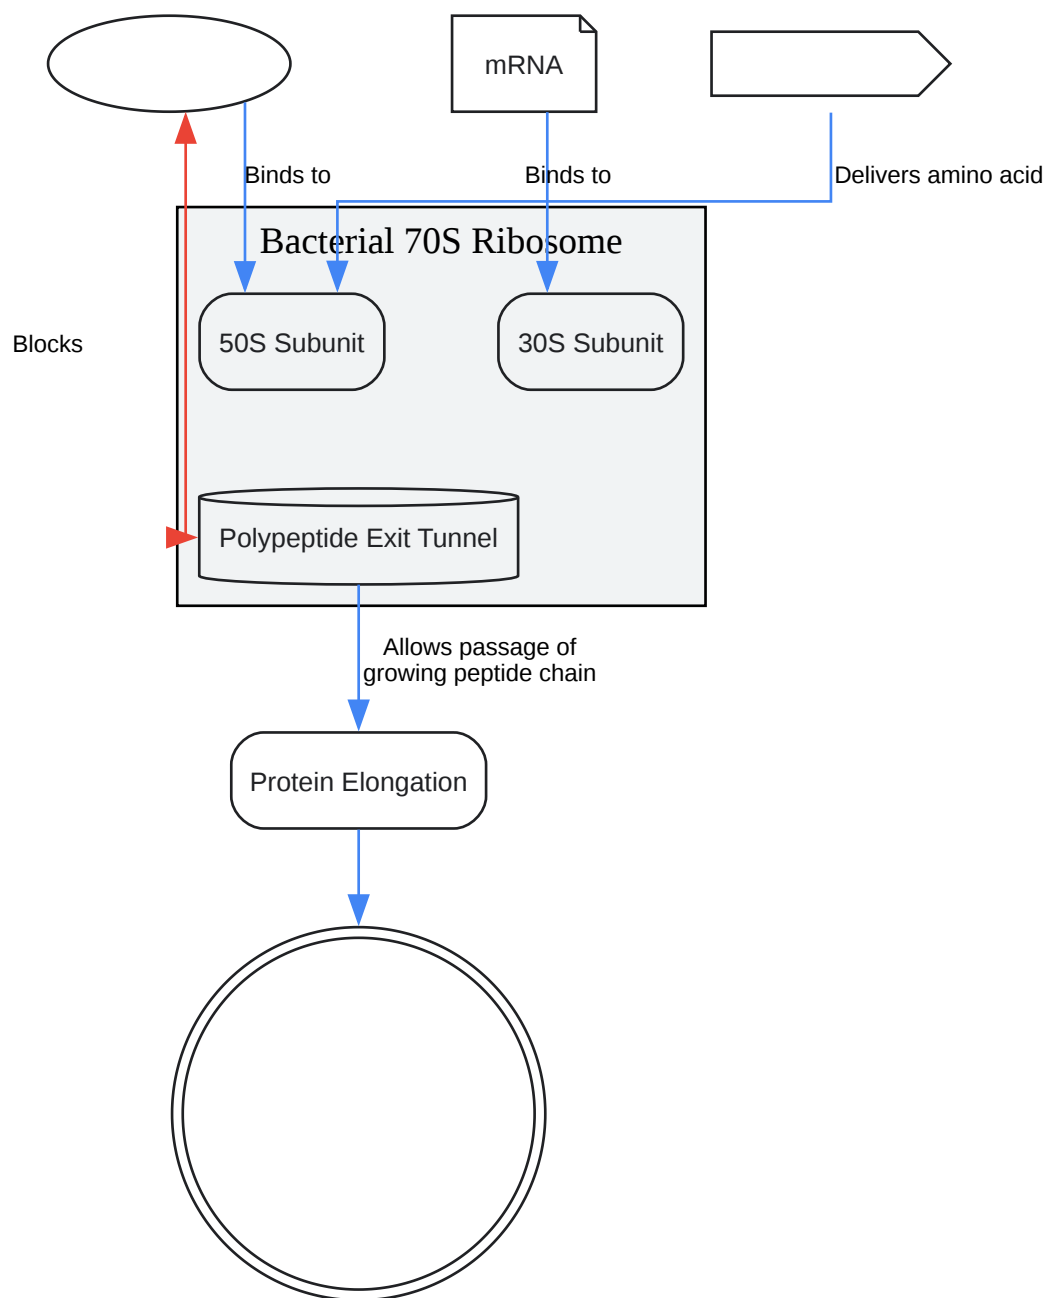 mRNA
Binds to
Binds to
Delivers amino acid
Bacterial 70S Ribosome
50S Subunit
30S Subunit
Blocks
Polypeptide Exit Tunnel
Allows passage of
growing peptide chain
Protein Elongation